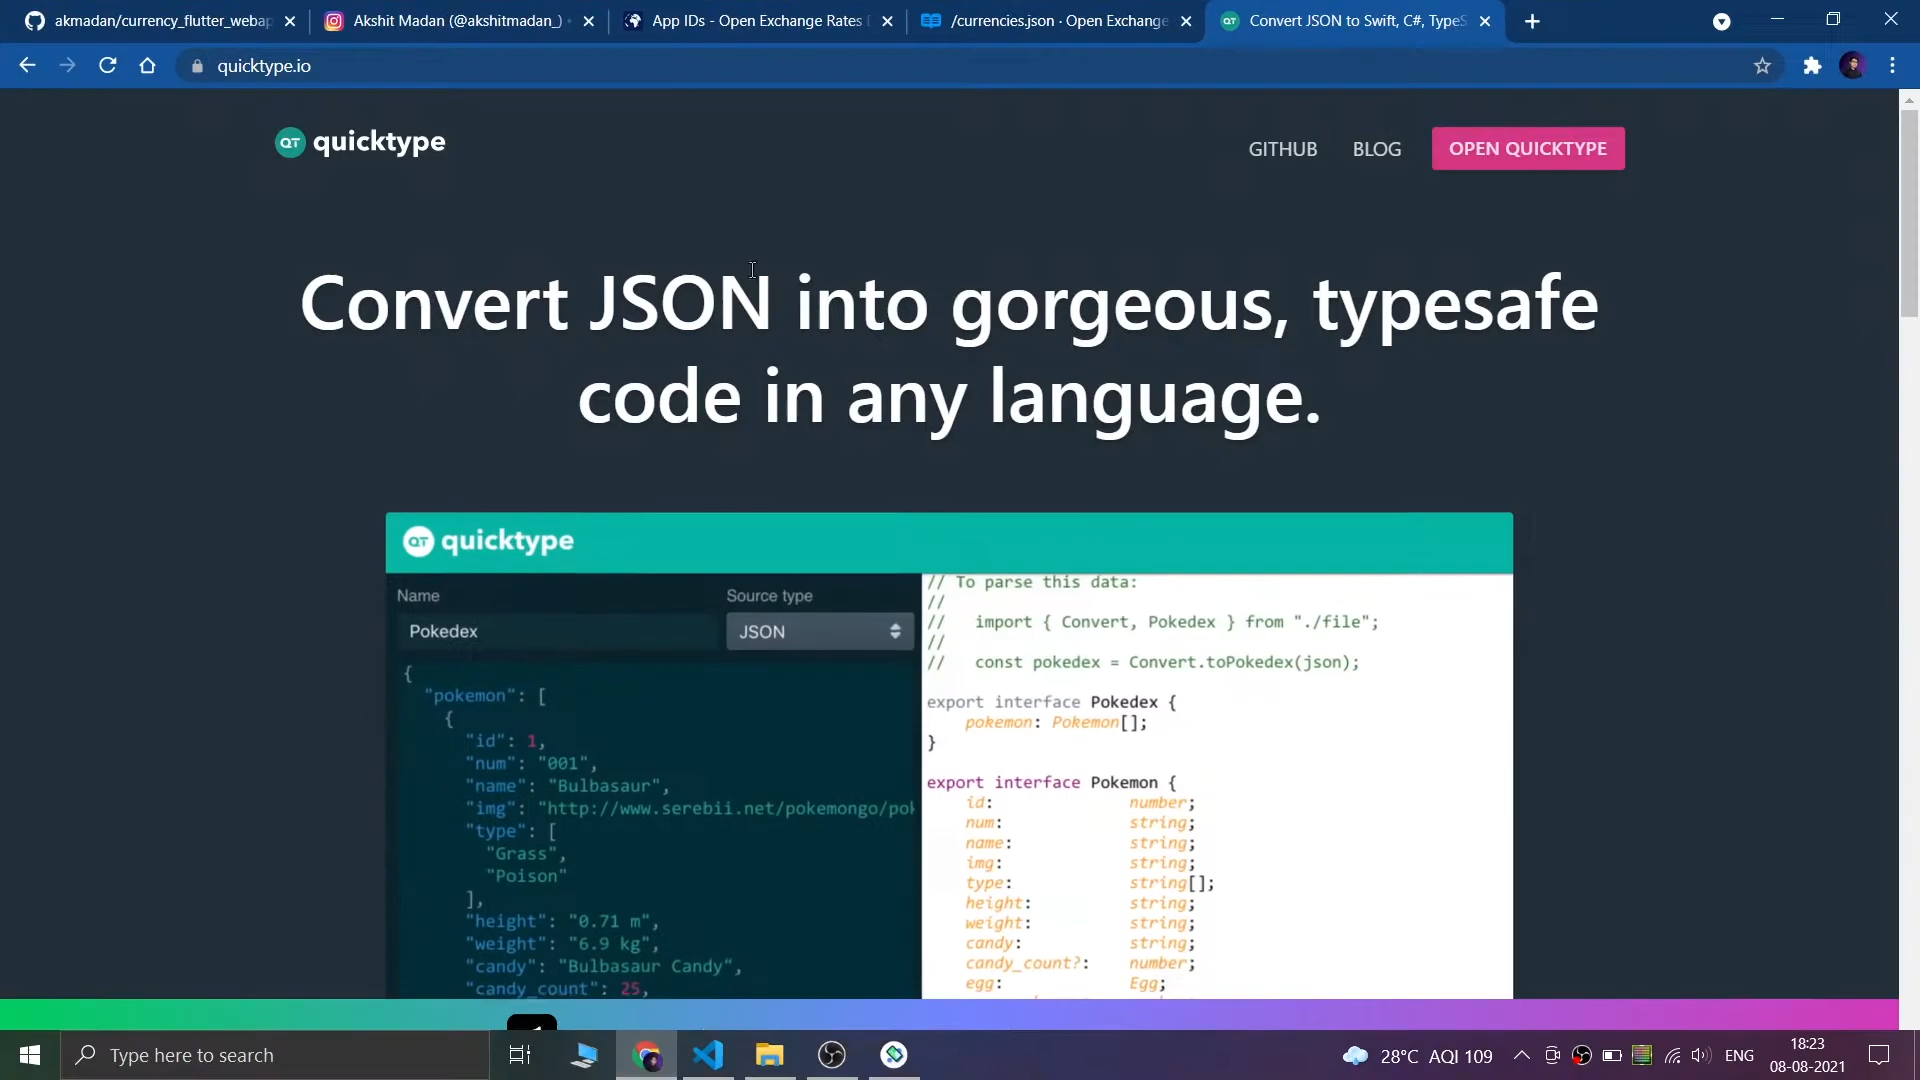 akmadan/currency_flutter_webap
Akshit Madan (@akshitmadan_)
App IDs - Open Exchange Rates
/currencies.json · Open Exchange
QT
Convert JSON to Swift, C#, TypeS
quicktype.io
QT quicktype
GITHUB
BLOG
OPEN QUICKTYPE
Convert JSON into gorgeous, typesafe
code in any language.
QT quicktype
Name
Source type
Pokedex
JSON
{
"pokemon": [
{
"id": 1,
"num": "001",
"name": "Bulbasaur",
"img": "http://www.serebii.net/pokemongo/pok
"type": [
"Grass",
"Poison"
],
"height": "0.71 m",
"weight": "6.9 kg",
"candy": "Bulbasaur Candy",
"candy_count": 25,
// To parse this data:
//
// import { Convert, Pokedex } from "./file";
//
// const pokedex = Convert.toPokedex(json);
export interface Pokedex {
pokemon: Pokemon[];
}
export interface Pokemon {
id: number;
num: string;
name: string;
img: string;
type: string[];
height: string;
weight: string;
candy: string;
candy_count?: number;
egg: Egg;
Type here to search
28°C AQI 109
ENG
18:23
08-08-2021